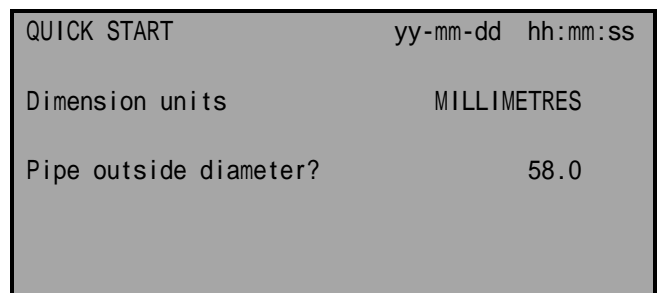 QUICK START yy-mm-dd hh:mm:ss
Dimension units MILLIMETRES
Pipe outside diameter? 58.0